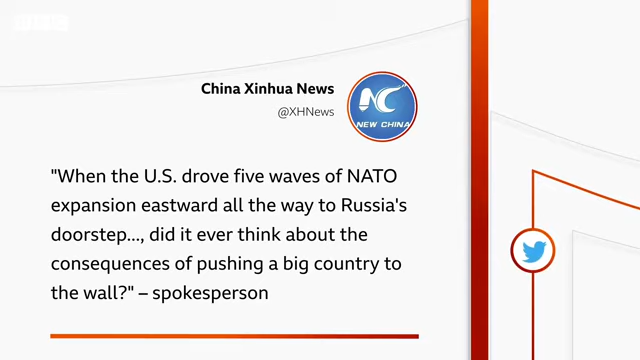 BBC
China Xinhua News
@XHNews
NEW CHINA
"When the U.S. drove five waves of NATO
expansion eastward all the way to Russia's
doorstep..., did it ever think about the
consequences of pushing a big country to
the wall?" – spokesperson